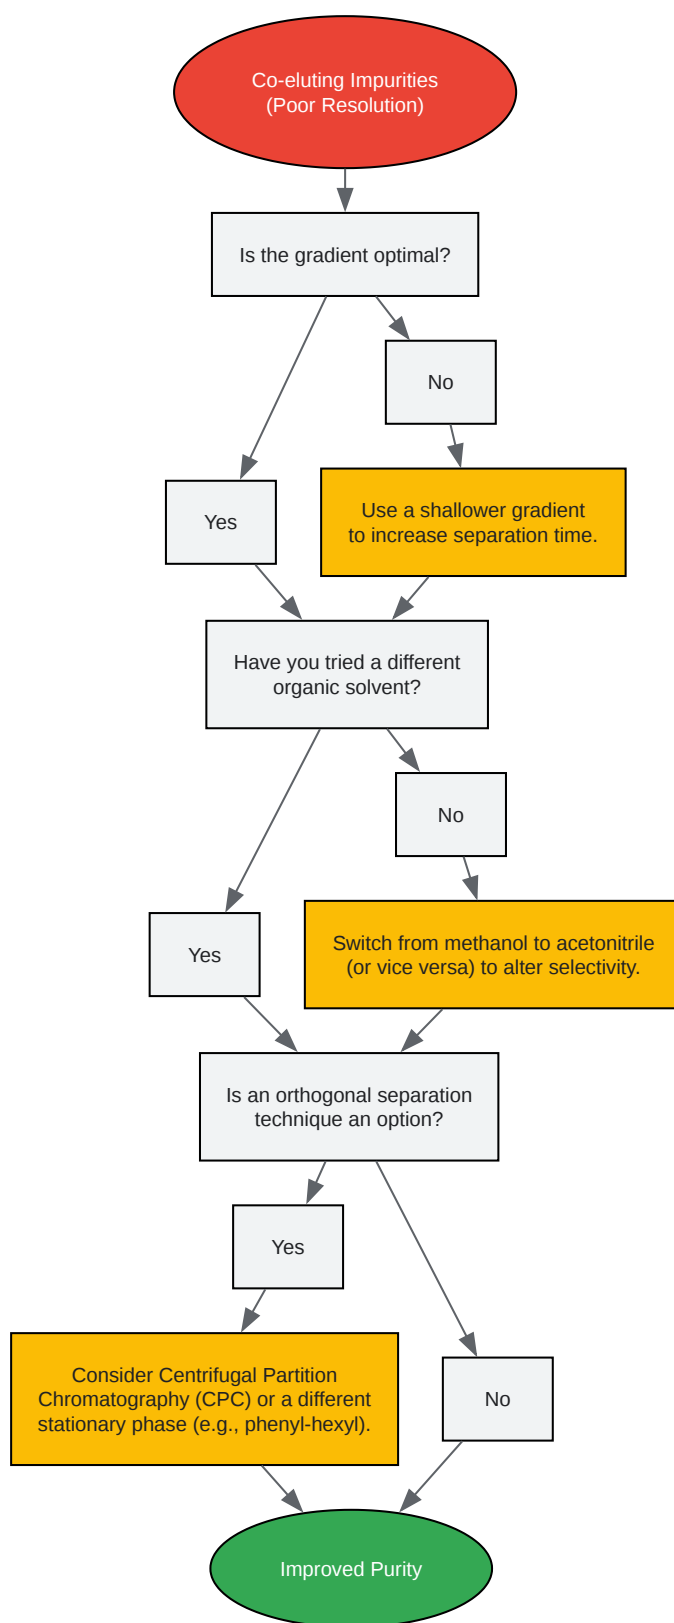 Co-eluting Impurities
(Poor Resolution)
Is the gradient optimal?
No
Yes
Use a shallower gradient
to increase separation time.
Have you tried a different
organic solvent?
No
Yes
Switch from methanol to acetonitrile
(or vice versa) to alter selectivity.
Is an orthogonal separation
technique an option?
Yes
No
Consider Centrifugal Partition
Chromatography (CPC) or a different
stationary phase (e.g., phenyl-hexyl).
Improved Purity